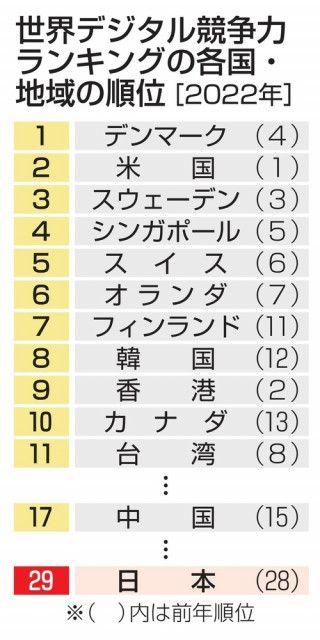 世界デジタル競争力
ランキングの各国・
地域の順位 [2022年]
1 デンマーク (4)
2 米国 (1)
3 スウェーデン (3)
4 シンガポール (5)
5 スイス (6)
6 オランダ (7)
7 フィンランド (11)
8 韓国 (12)
9 香港 (2)
10 カナダ (13)
11 台湾 (8)
⋮
17 中国 (15)
⋮
29 日本 (28)
※( )内は前年順位